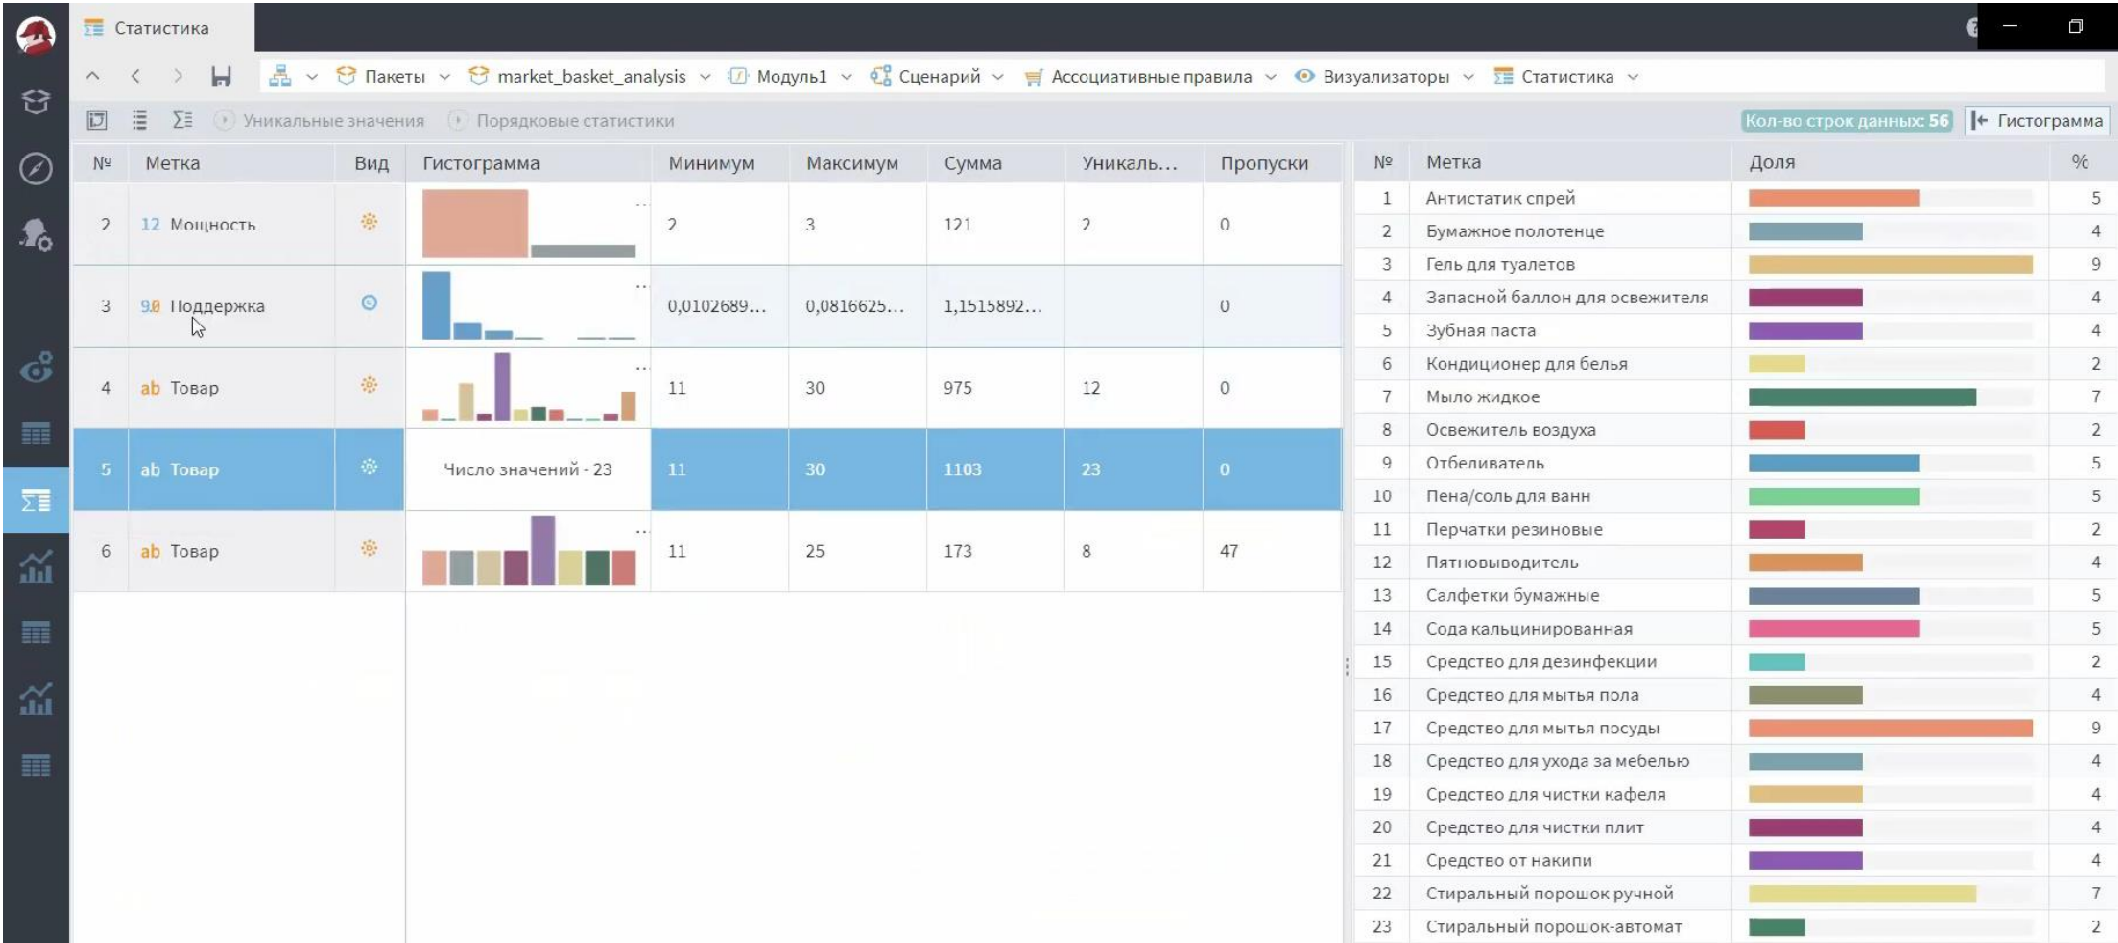 Статистика
Пакеты market_basket_analysis Модуль1 Сценарий Ассоциативные правила Визуализаторы Статистика
Уникальные значения Порядковые статистики Кол-во строк данных: 56 Гистограмма
№ Метка Вид Гистограмма Минимум Максимум Сумма Уникаль... Пропуски
2 12 Мощность ... 2 3 121 2 0
3 9.0 Поддержка ... 0,0102689... 0,0816625... 1,1515892... 0
4 ab Товар ... 11 30 975 12 0
5 ab Товар Число значений - 23 11 30 1103 23 0
6 ab Товар ... 11 25 173 8 47
№ Метка Доля %
1 Антистатик спрей 5
2 Бумажное полотенце 4
3 Гель для туалетов 9
4 Запасной баллон для освежителя 4
5 Зубная паста 4
6 Кондиционер для белья 2
7 Мыло жидкое 7
8 Освежитель воздуха 2
9 Отбеливатель 5
10 Пена/соль для ванн 5
11 Перчатки резиновые 2
12 Пятновыводитель 4
13 Салфетки бумажные 5
14 Сода кальцинированная 5
15 Средство для дезинфекции 2
16 Средство для мытья пола 4
17 Средство для мытья посуды 9
18 Средство для ухода за мебелью 4
19 Средство для чистки кафеля 4
20 Средство для чистки плит 4
21 Средство от накипи 4
22 Стиральный порошок ручной 7
23 Стиральный порошок-автомат 2